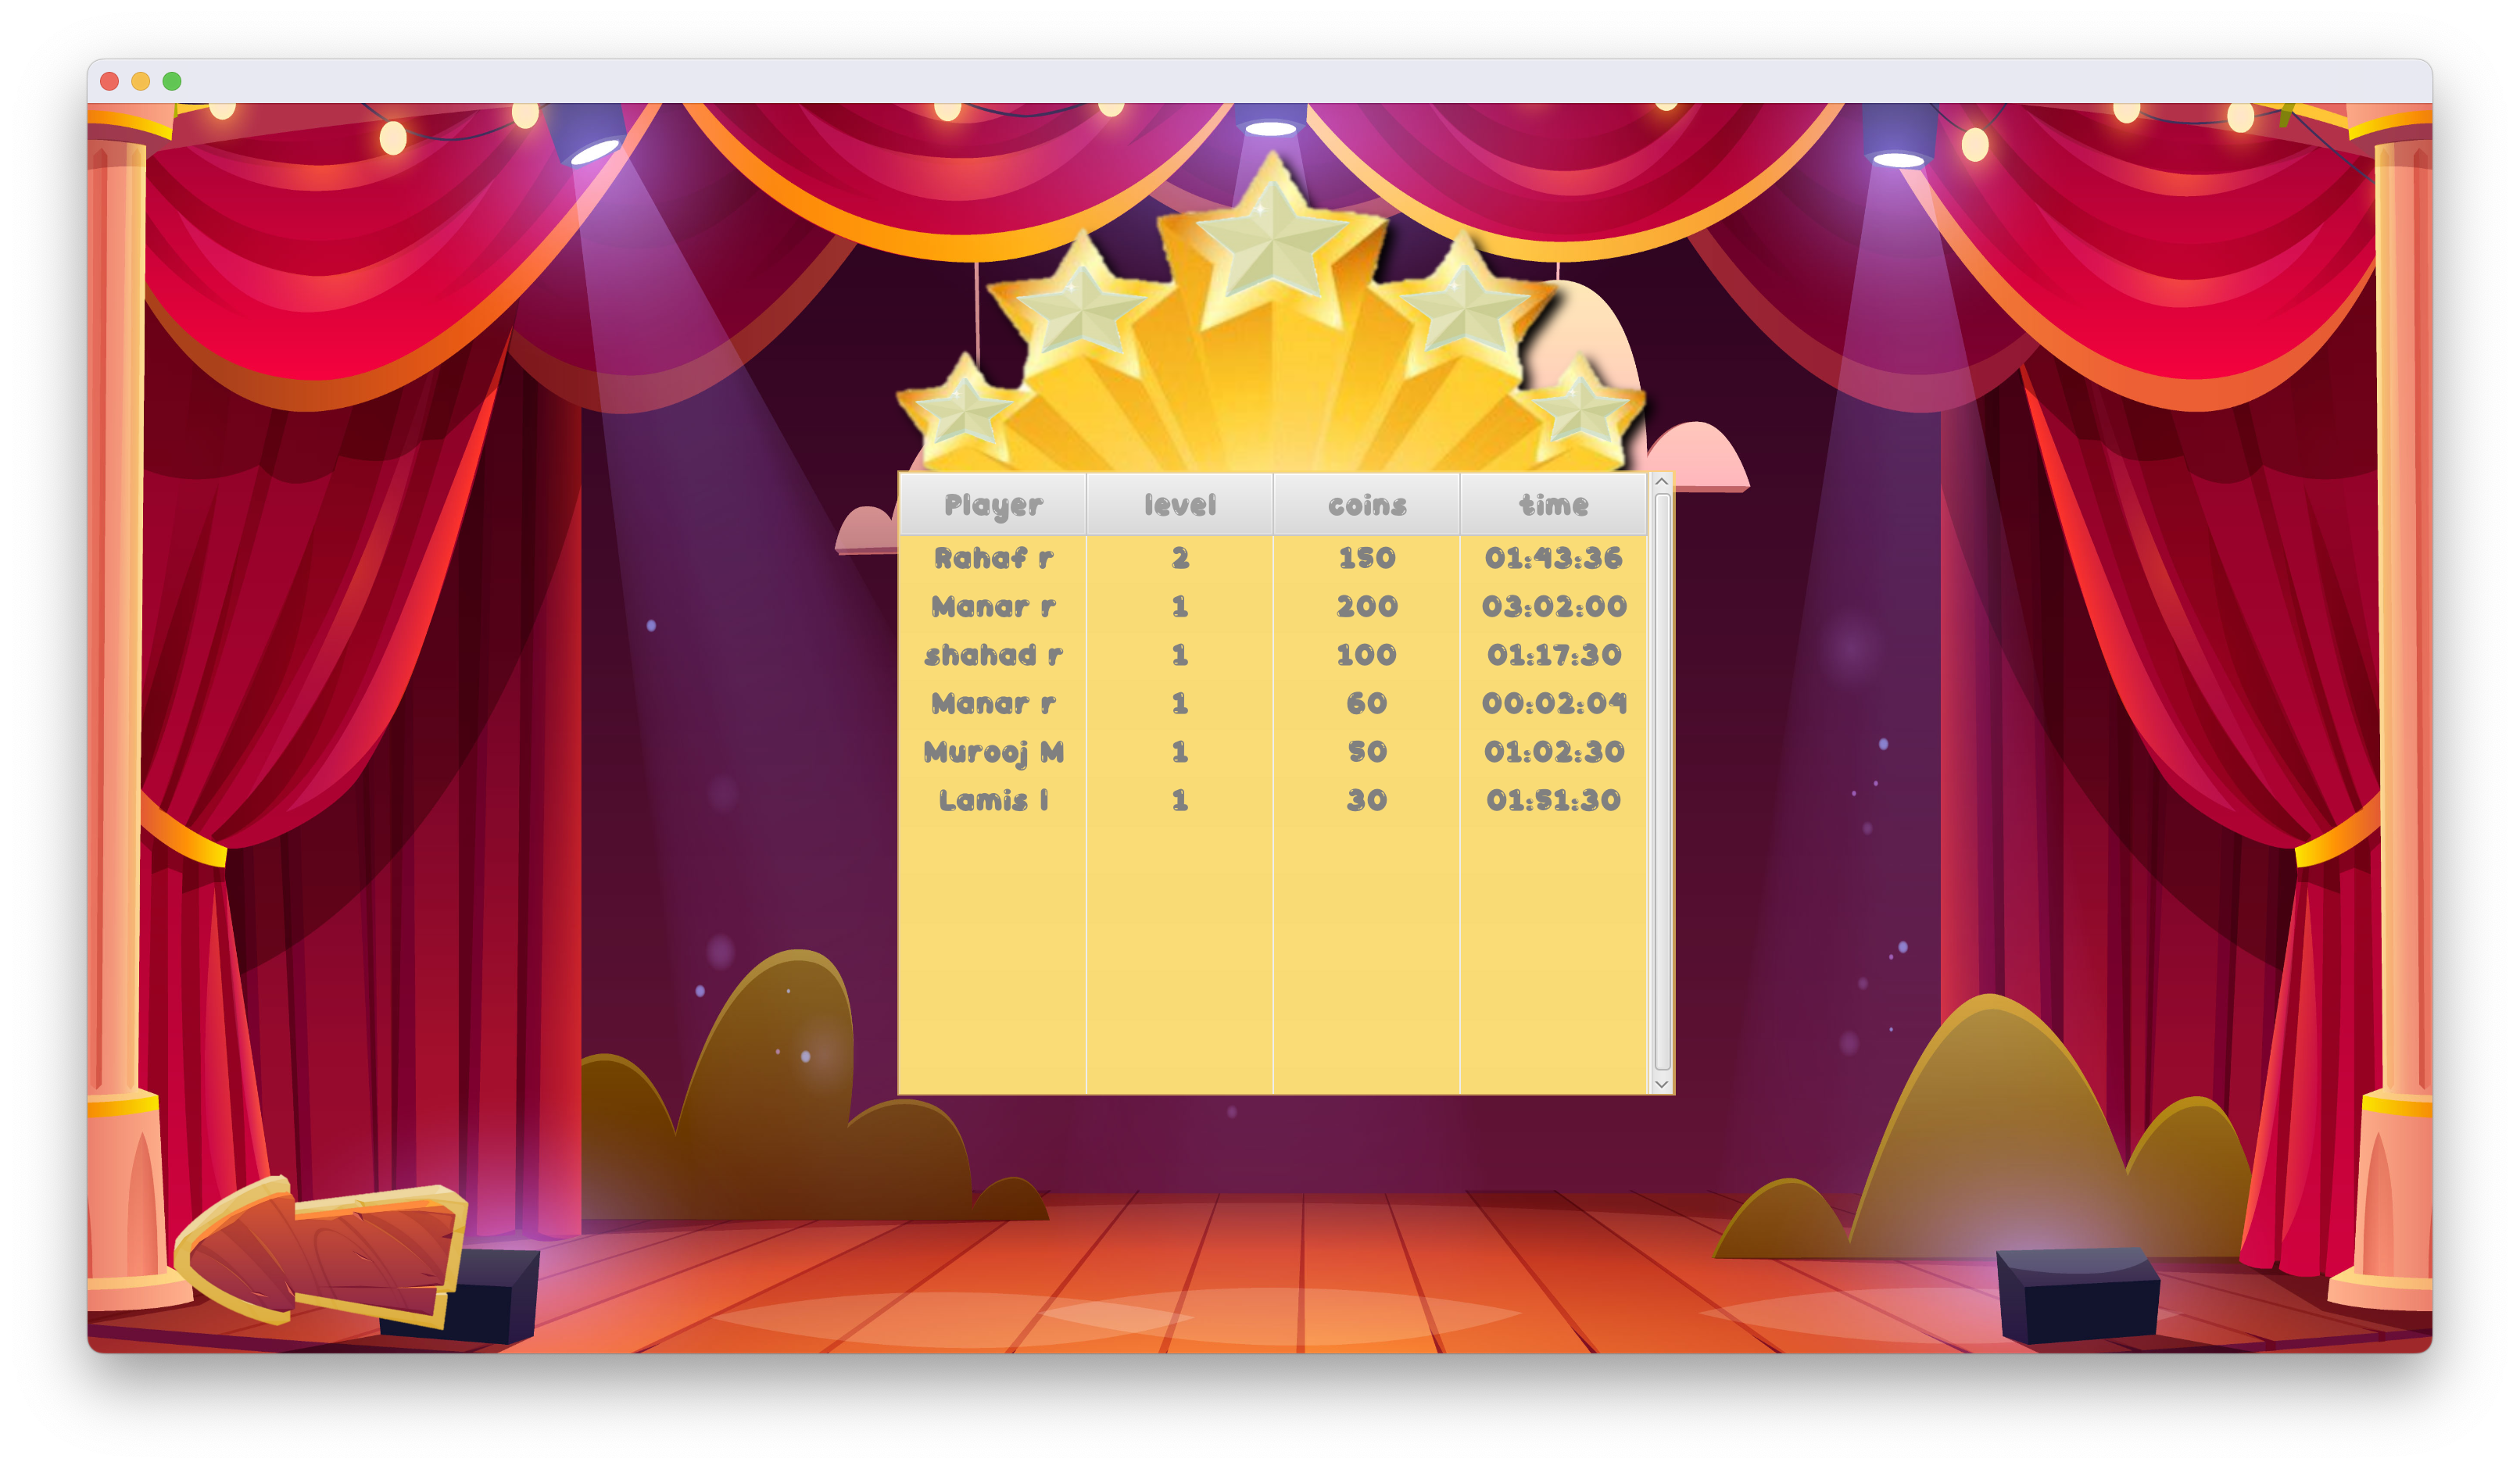 Player level coins time
Rahaf r 2 150 01:43:36
Manar r 1 200 03:02:00
shahad r 1 100 01:17:30
Manar r 1 60 00:02:04
Murooj M 1 50 01:02:30
Lamis l 1 30 01:51:30